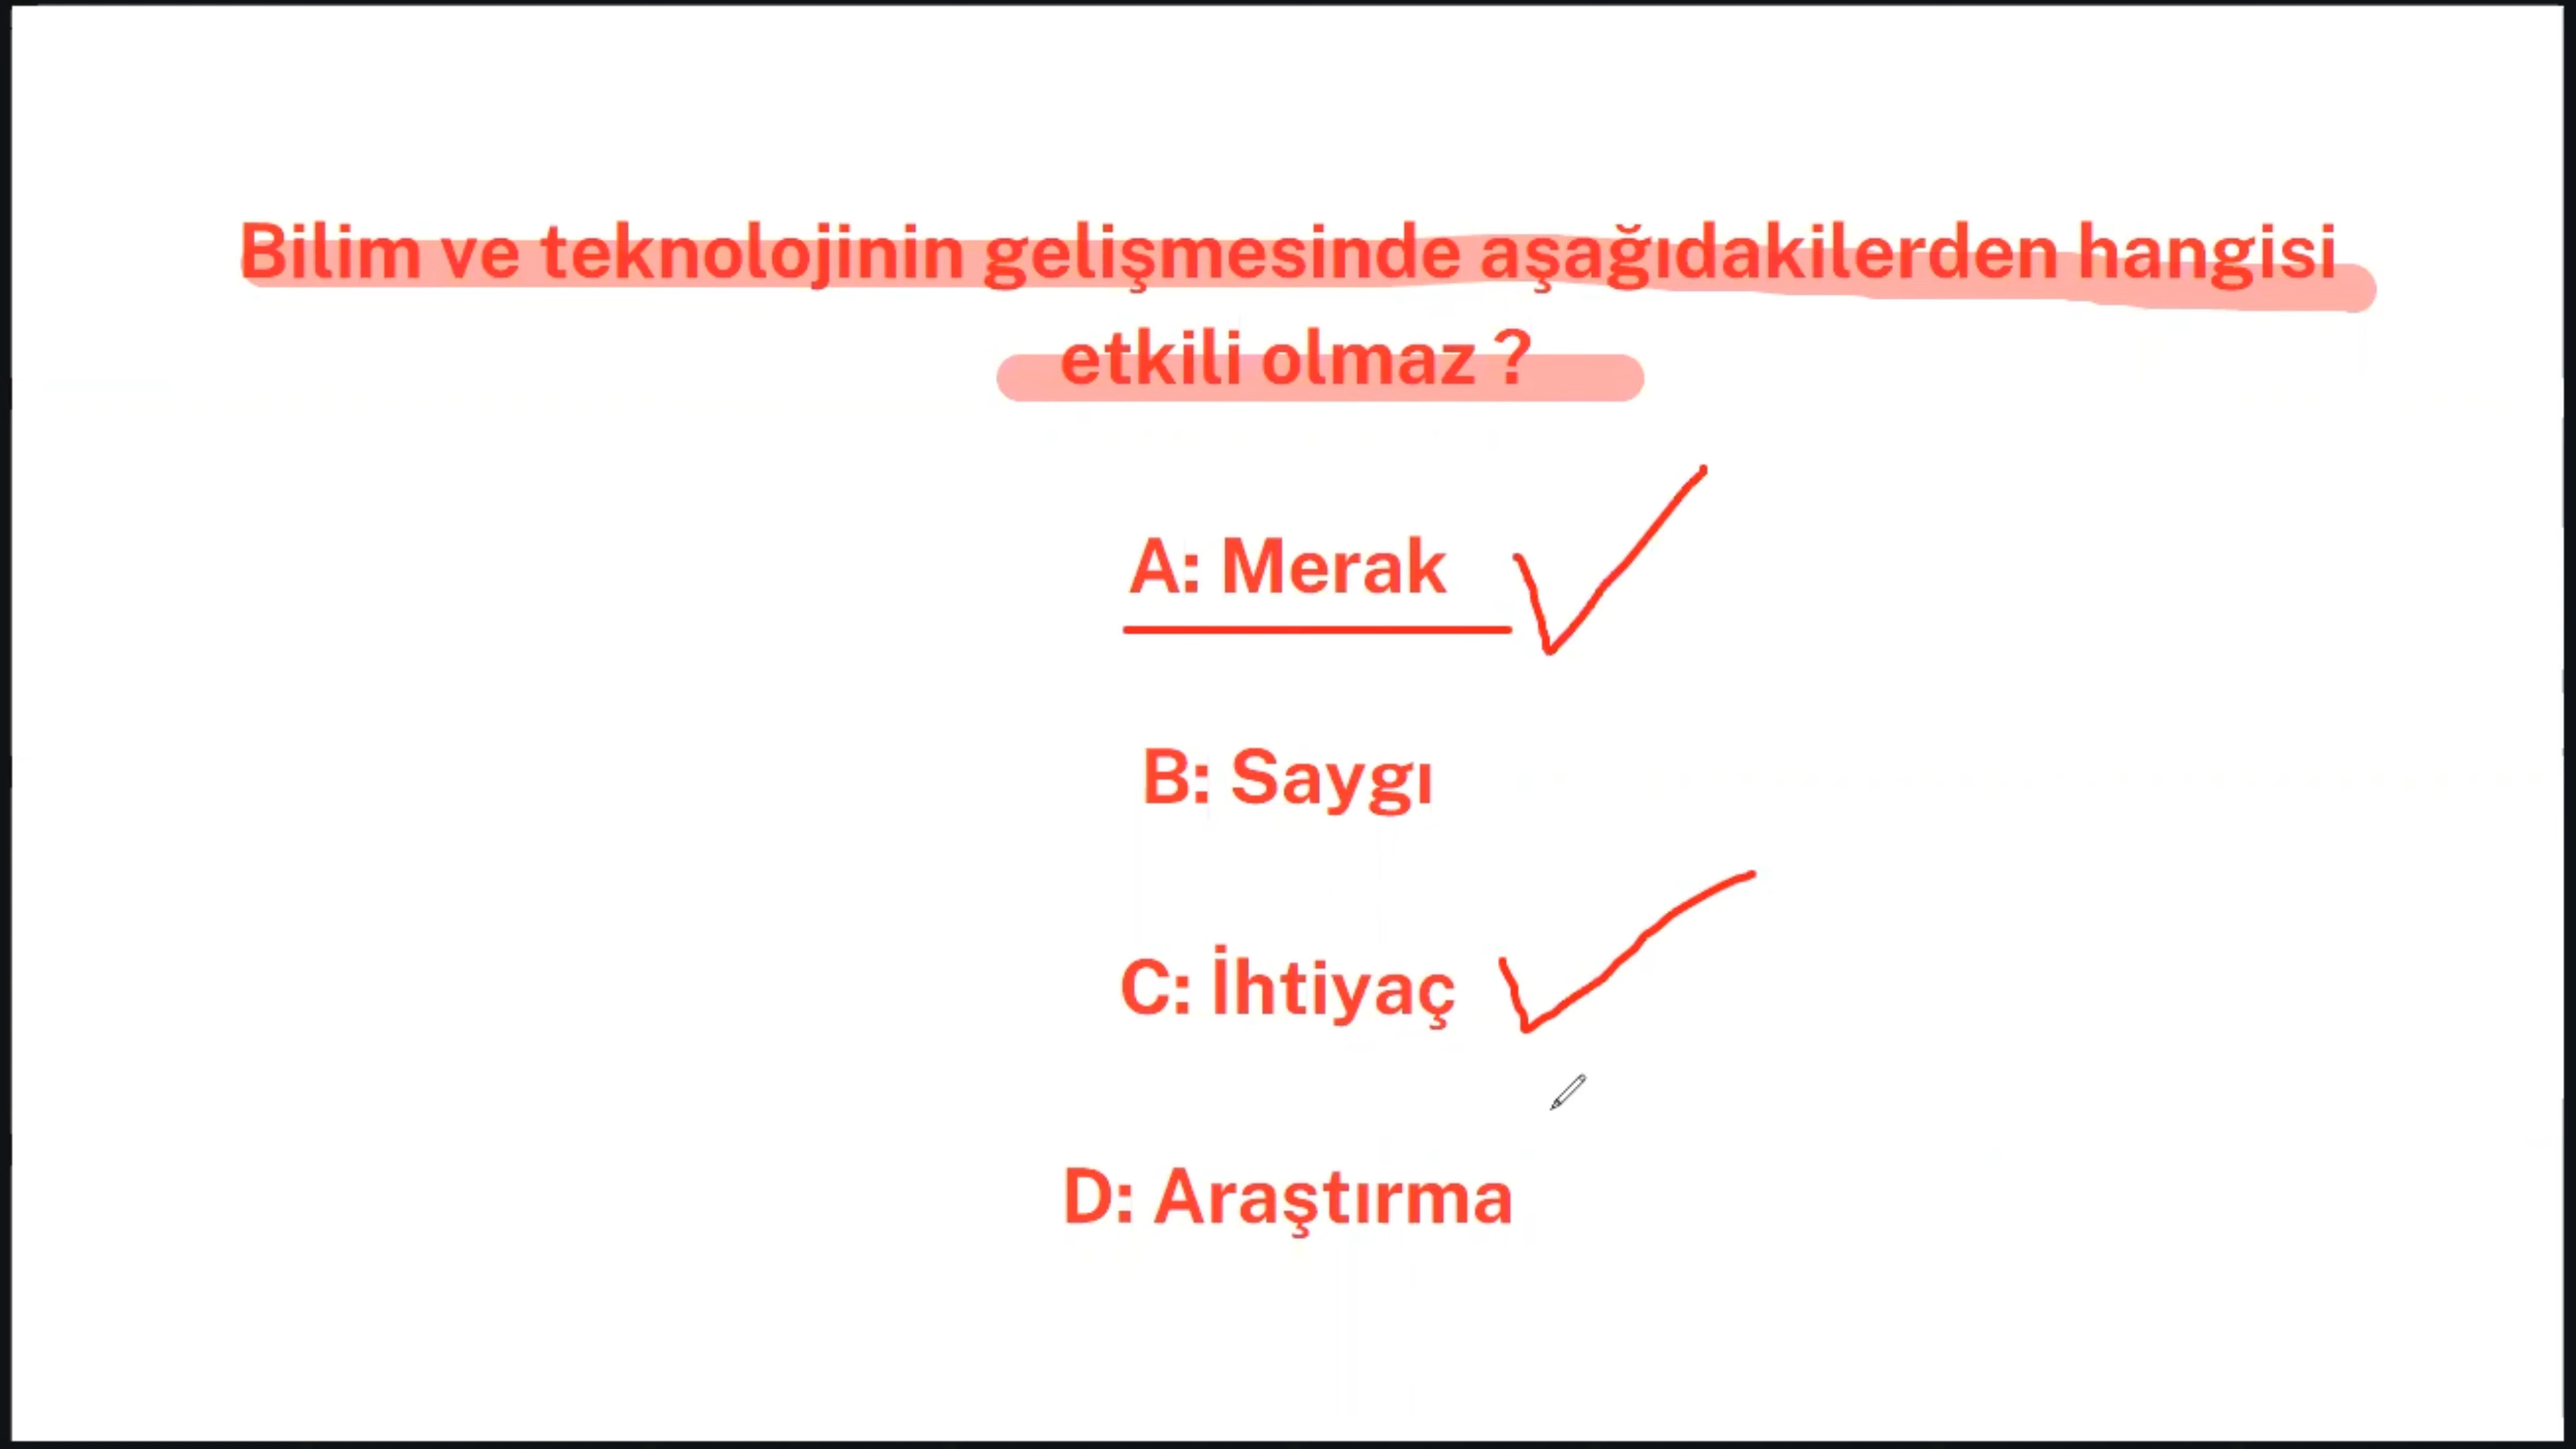 Bilim ve teknolojinin gelişmesinde aşağıdakilerden hangisi
etkili olmaz ?
A: Merak
B: Saygı
C: İhtiyaç
D: Araştırma